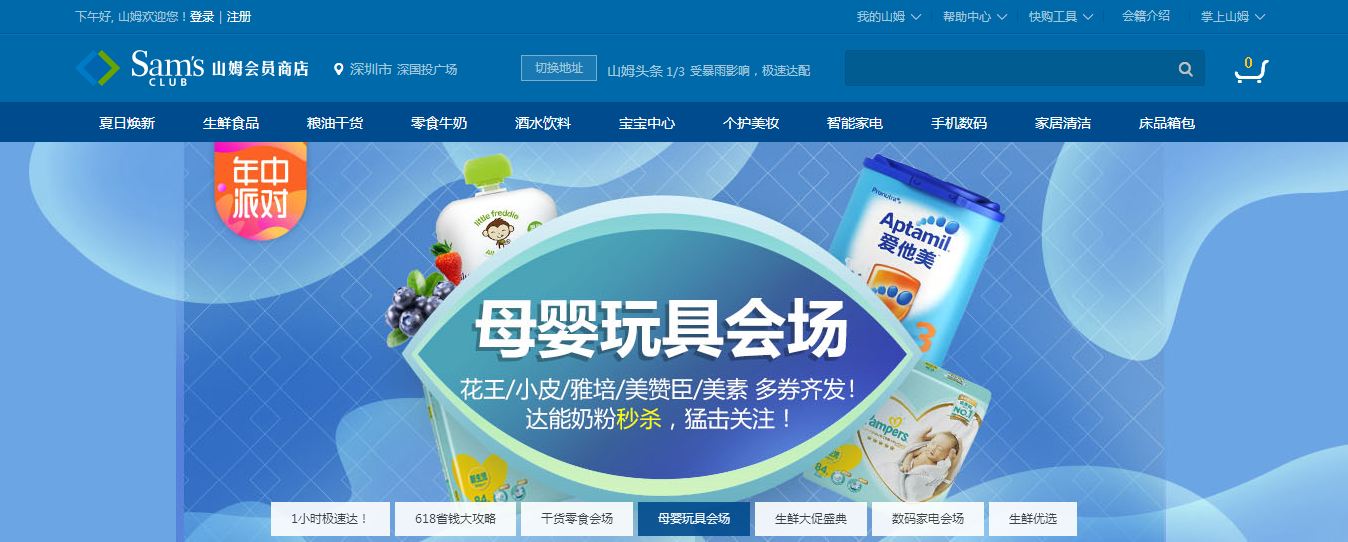 下午好, 山姆欢迎您！登录 | 注册
我的山姆 帮助中心 快购工具 会籍介绍 掌上山姆
Sam's CLUB 山姆会员商店
深圳市 深国投广场
切换地址
山姆头条 1/3 受暴雨影响，极速达配
0
夏日焕新 生鲜食品 粮油干货 零食牛奶 酒水饮料 宝宝中心 个护美妆 智能家电 手机数码 家居清洁 床品箱包
年中
派对
little freddie
Pronutra
Aptamil
爱他美
3
母婴玩具会场
花王/小皮/雅培/美赞臣/美素 多券齐发！
达能奶粉秒杀，猛击关注！
NO.1
Pampers
84
84
1小时极速达！ 618省钱大攻略 干货零食会场 母婴玩具会场 生鲜大促盛典 数码家电会场 生鲜优选